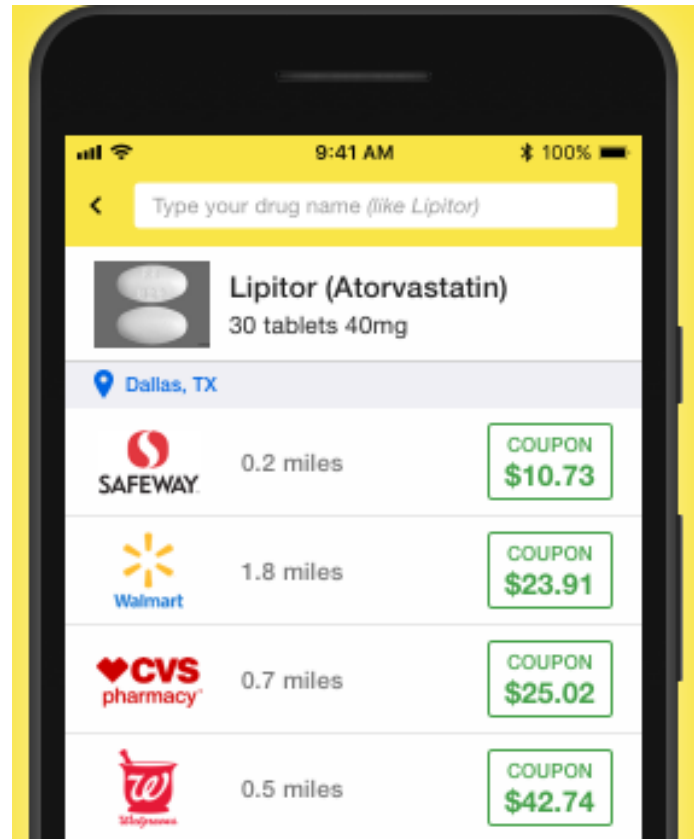 9:41 AM
100%
Type your drug name (like Lipitor)
Lipitor (Atorvastatin)
30 tablets 40mg
Dallas, TX
SAFEWAY
0.2 miles
COUPON
$10.73
Walmart
1.8 miles
COUPON
$23.91
CVS
pharmacy
0.7 miles
COUPON
$25.02
Walgreens
0.5 miles
COUPON
$42.74